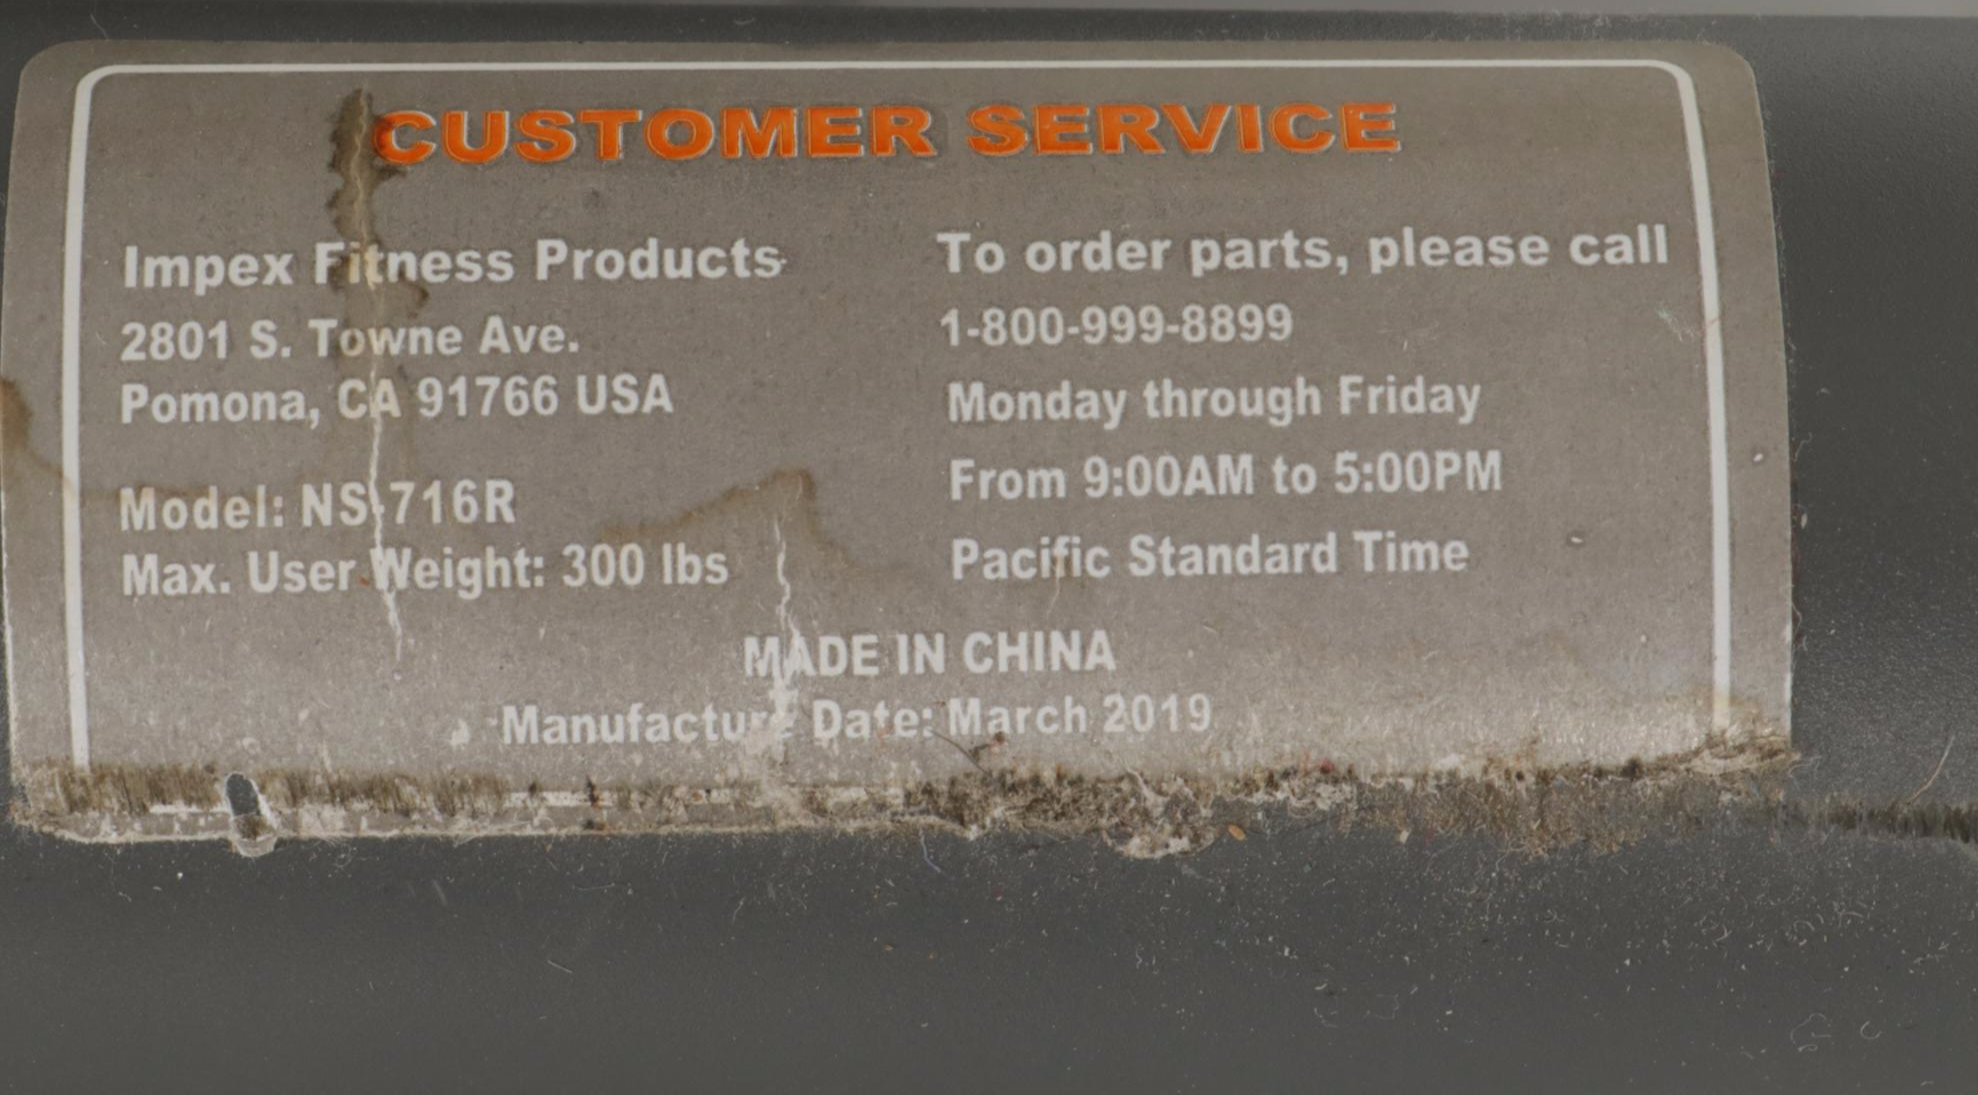 CUSTOMER SERVICE
Impex Fitness Products
2801 S. Towne Ave.
Pomona, CA 91766 USA
Model: NS-716R
Max. User Weight: 300 lbs
To order parts, please call
1-800-999-8899
Monday through Friday
From 9:00AM to 5:00PM
Pacific Standard Time
MADE IN CHINA
Manufacture Date: March 2019